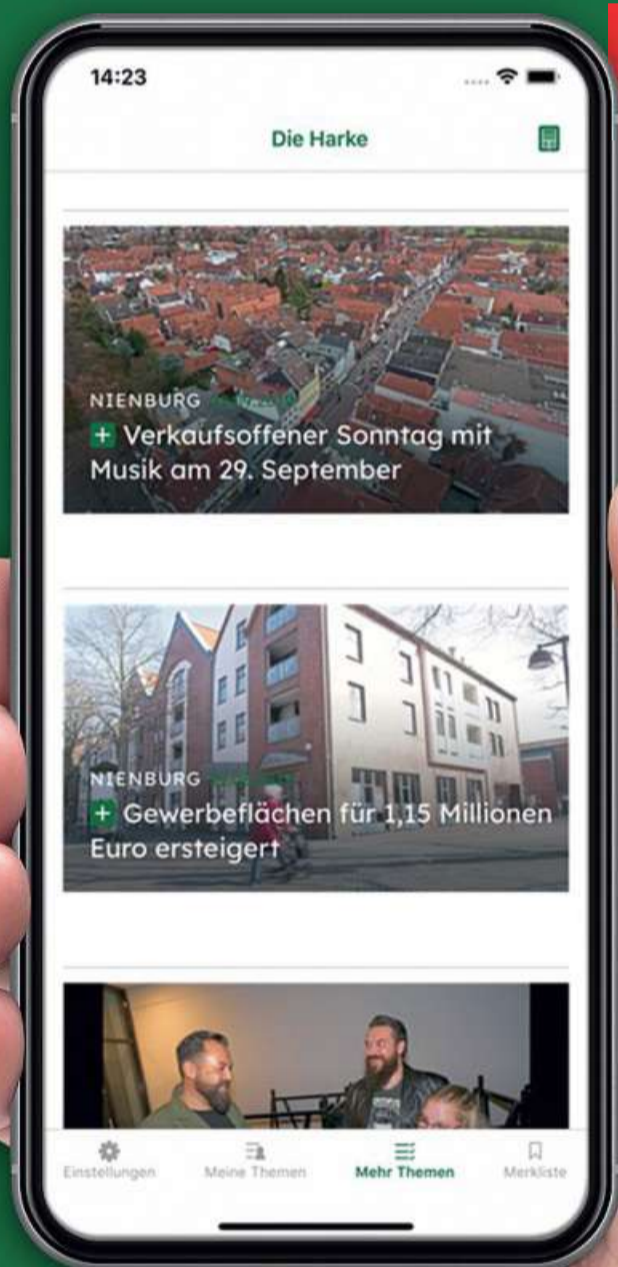 14:23
Die Harke
NIENBURG
+ Verkaufsoffener Sonntag mit
Musik am 29. September
NIENBURG
+ Gewerbeflächen für 1,15 Millionen
Euro ersteigert
Einstellungen
Meine Themen
Mehr Themen
Merkliste